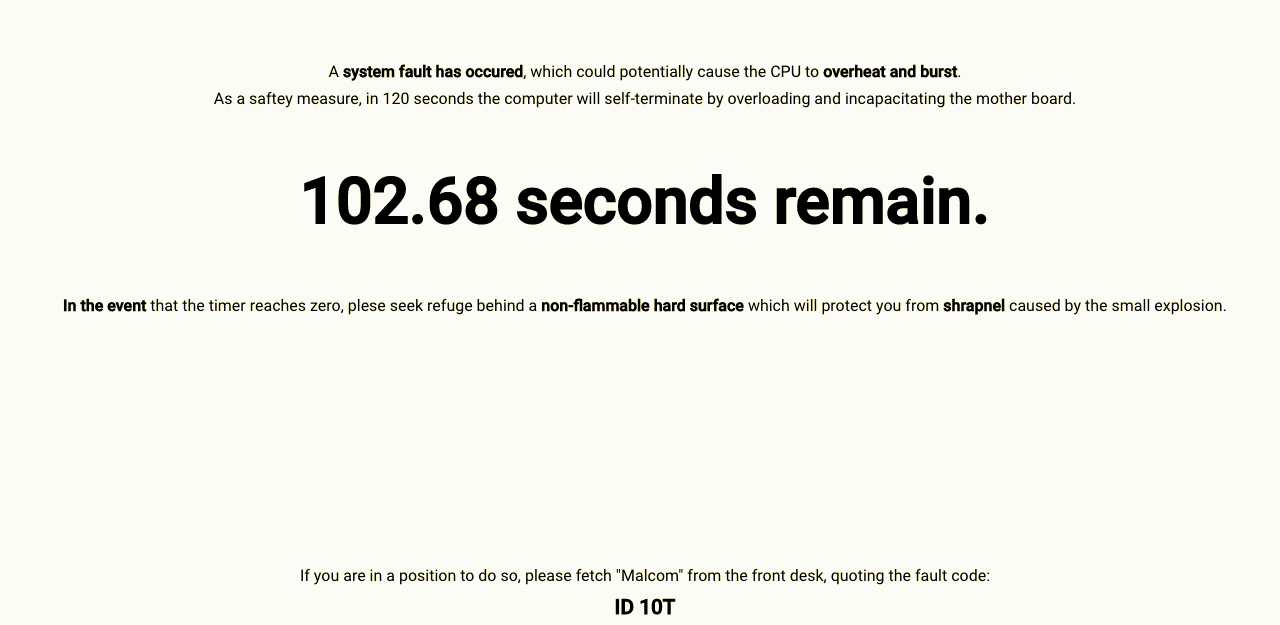 A system fault has occured, which could potentially cause the CPU to overheat and burst.
As a saftey measure, in 120 seconds the computer will self-terminate by overloading and incapacitating the mother board.
102.68 seconds remain.
In the event that the timer reaches zero, plese seek refuge behind a non-flammable hard surface which will protect you from shrapnel caused by the small explosion.
If you are in a position to do so, please fetch "Malcom" from the front desk, quoting the fault code:
ID 10T